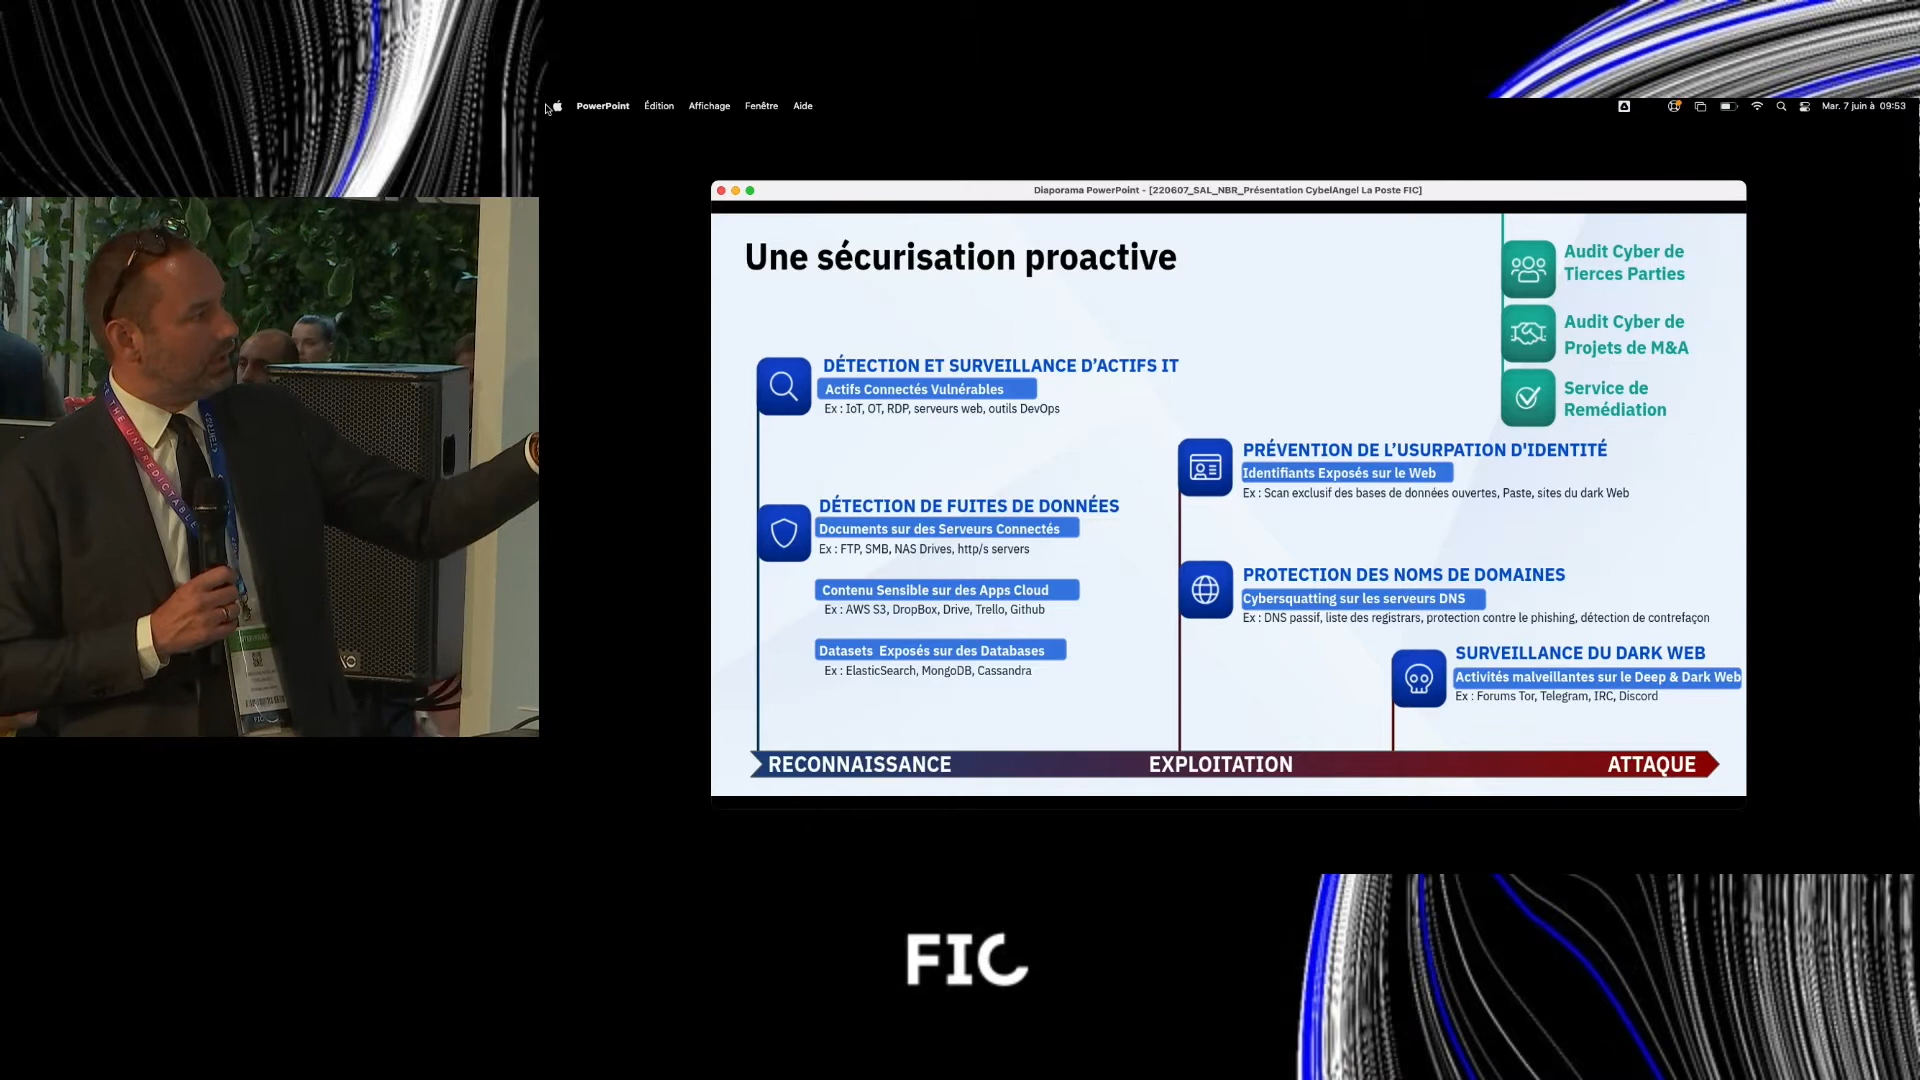 PowerPoint Édition Affichage Fenêtre Aide
Mar. 7 juin à 09:53
Diaporama PowerPoint - [220607_SAL_NBR_Présentation CybelAngel La Poste FIC]
Une sécurisation proactive
Audit Cyber de
Tierces Parties
Audit Cyber de
Projets de M&A
Service de
Remédiation
DÉTECTION ET SURVEILLANCE D’ACTIFS IT
Actifs Connectés Vulnérables
Ex : IoT, OT, RDP, serveurs web, outils DevOps
DÉTECTION DE FUITES DE DONNÉES
Documents sur des Serveurs Connectés
Ex : FTP, SMB, NAS Drives, http/s servers
Contenu Sensible sur des Apps Cloud
Ex : AWS S3, DropBox, Drive, Trello, Github
Datasets Exposés sur des Databases
Ex : ElasticSearch, MongoDB, Cassandra
PRÉVENTION DE L’USURPATION D'IDENTITÉ
Identifiants Exposés sur le Web
Ex : Scan exclusif des bases de données ouvertes, Paste, sites du dark Web
PROTECTION DES NOMS DE DOMAINES
Cybersquatting sur les serveurs DNS
Ex : DNS passif, liste des registrars, protection contre le phishing, détection de contrefaçon
SURVEILLANCE DU DARK WEB
Activités malveillantes sur le Deep & Dark Web
Ex : Forums Tor, Telegram, IRC, Discord
RECONNAISSANCE EXPLOITATION ATTAQUE
THE UNPREDICTABLE
FIC
FIC